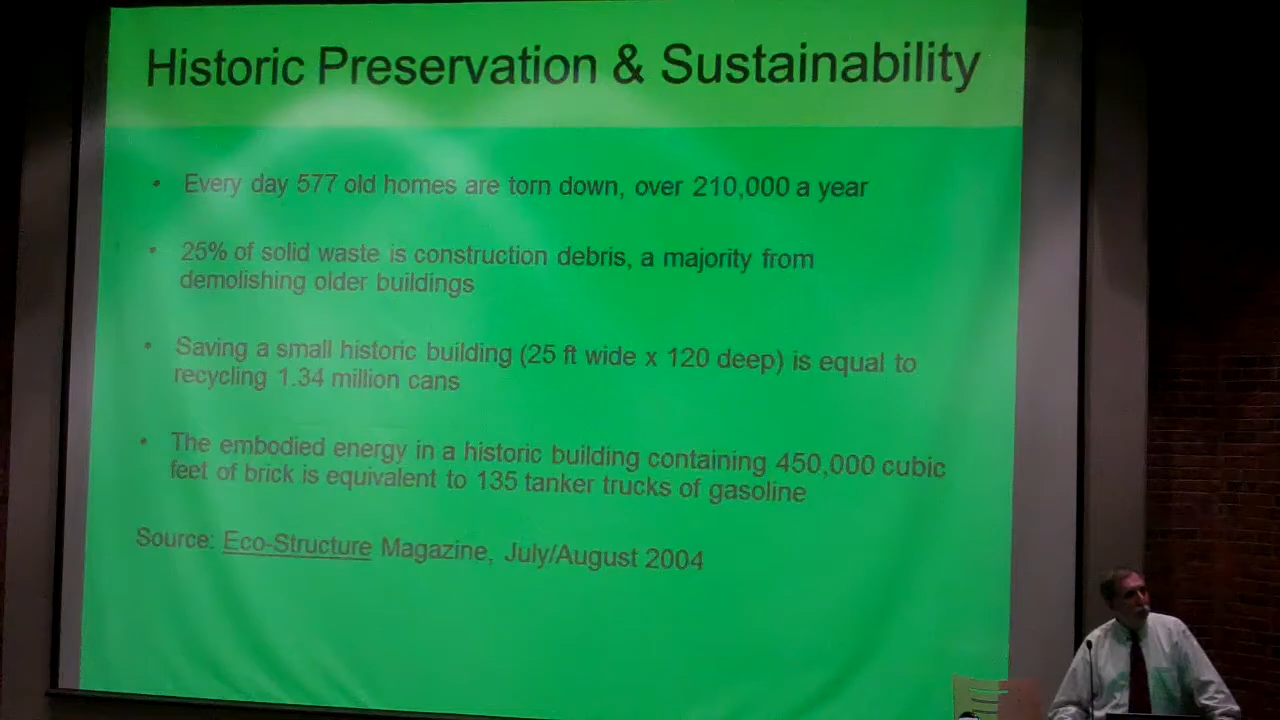 Historic Preservation & Sustainability
• Every day 577 old homes are torn down, over 210,000 a year
• 25% of solid waste is construction debris, a majority from
demolishing older buildings
• Saving a small historic building (25 ft wide x 120 deep) is equal to
recycling 1.34 million cans
• The embodied energy in a historic building containing 450,000 cubic
feet of brick is equivalent to 135 tanker trucks of gasoline
Source: Eco-Structure Magazine, July/August 2004